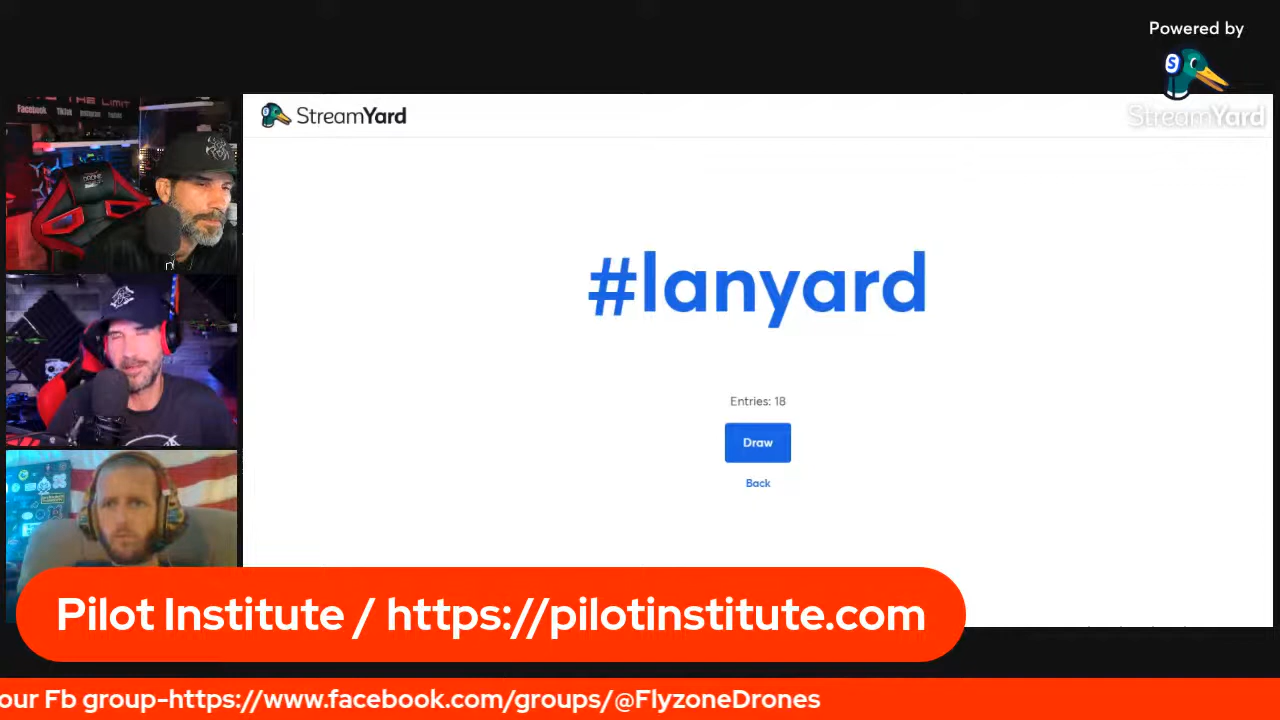 Powered by
StreamYard
StreamYard
Facebook
#lanyard
Entries: 18
Draw
Back
Pilot Institute / https://pilotinstitute.com
our Fb group-https://www.facebook.com/groups/@FlyzoneDrones